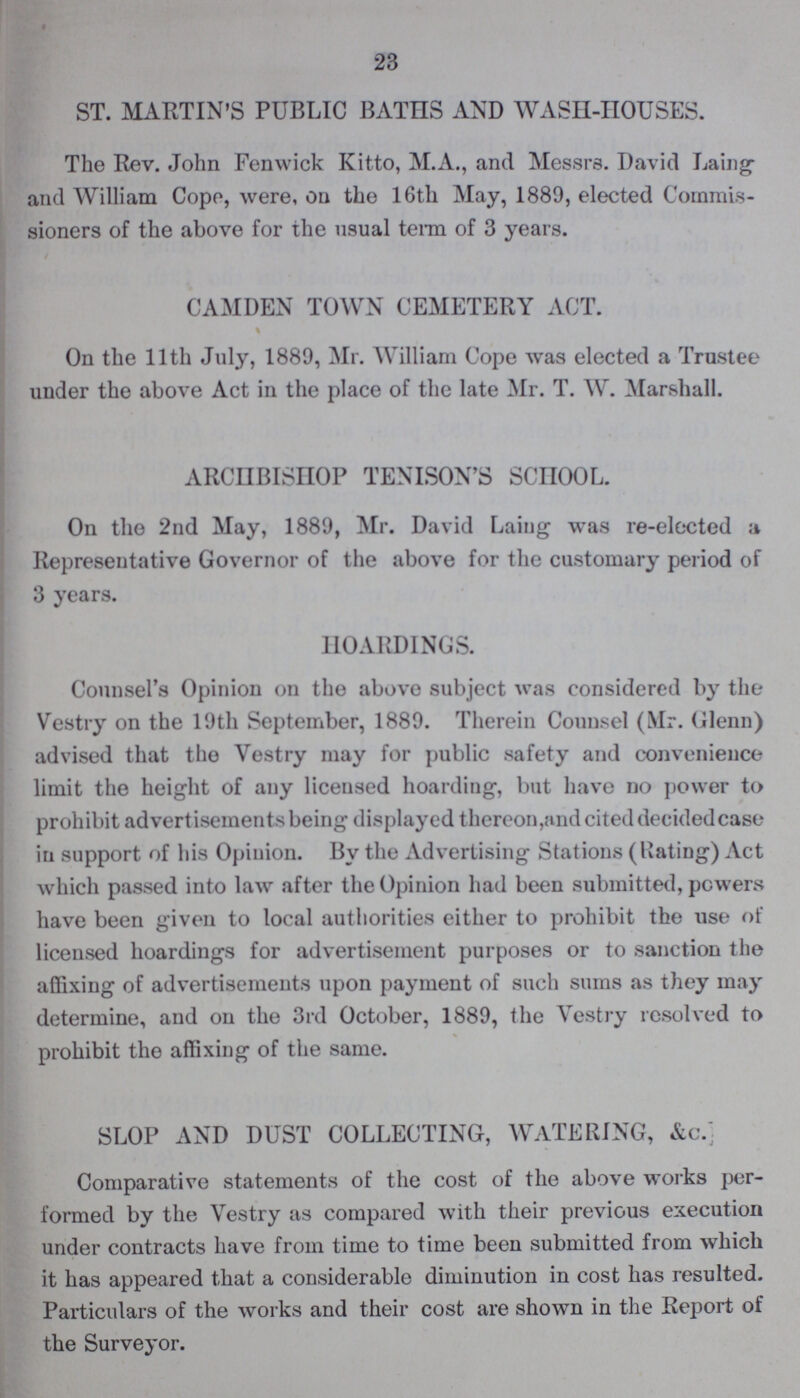 23
ST. MARTIN'S PUBLIC BATHS AND WASH-HOUSES.
The Rev. John Fenwick Kitto, M.A., and Messrs. David Laing
and William Cope, were, on the 16th May, 1889, elected Commis-
sioners of the above for the usual term of 3 years.
CAMDEN TOWN CEMETERY ACT.
On the 11th July, 1889, Mr. William Cope was elected a Trustee
under the above Act in the place of the late Mr. T. W. Marshall.
ARCHBISHOP TENISON'S SCHOOL.
On the 2nd May, 1889, Mr. David Laing was re-elected a
Representative Governor of the above for the customary period of
3 years.
HOARDINGS.
Counsel's Opinion on the above subject was considered by the
Vestry on the 19th September, 1889. Therein Counsel (Mr. Glenn)
advised that the Vestry may for public safety and convenience
limit the height of any licensed hoarding, but have no power to
prohibit advertisements being displayed thereon,and cited decided case
in support of his Opinion. By the Advertising Stations (Rating) Act
which passed into law after the Opinion had been submitted, powers
have been given to local authorities either to prohibit the use of
licensed hoardings for advertisement purposes or to sanction the
affixing of advertisements upon payment of such sums as they may
determine, and on the 3rd October, 1889, the Vestry resolved to
prohibit the affixing of the same.
SLOP AND DUST COLLECTING, WATERING, &c.
Comparative statements of the cost of the above works per-
formed by the Vestry as compared with their previous execution
under contracts have from time to time been submitted from which
it has appeared that a considerable diminution in cost has resulted.
Particulars of the works and their cost are shown in the Report of
the Surveyor.